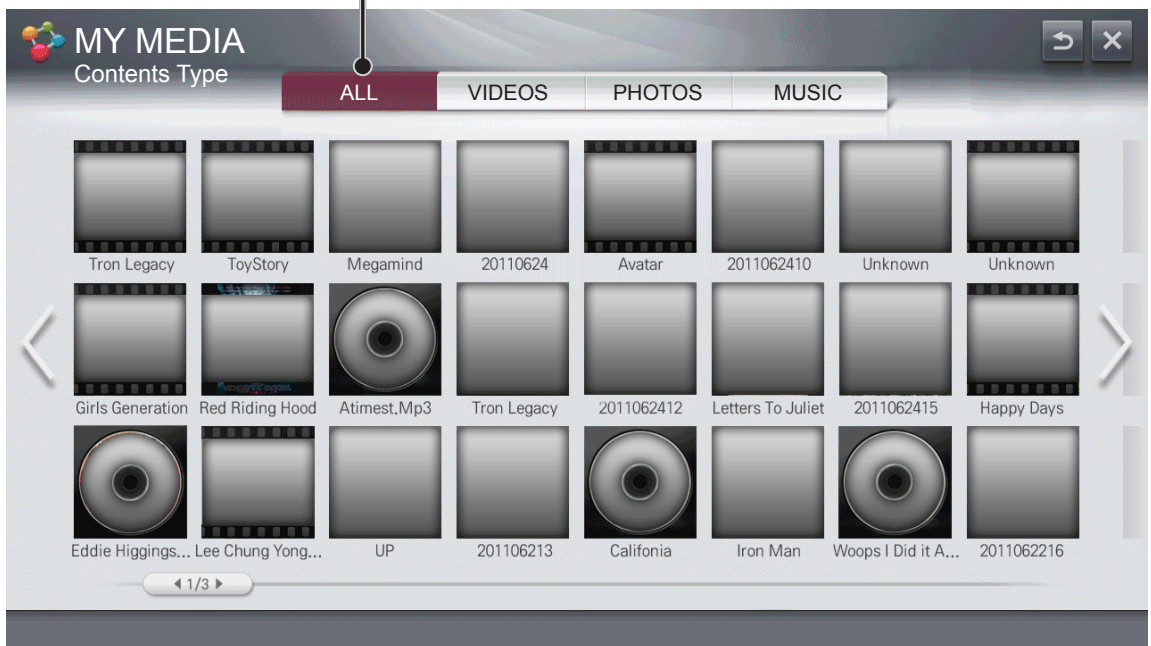 MY MEDIA
Contents Type
ALL VIDEOS PHOTOS MUSIC
Tron Legacy ToyStory Megamind 20110624 Avatar 2011062410 Unknown Unknown
Girls Generation Red Riding Hood Atimest.Mp3 Tron Legacy 2011062412 Letters To Juliet 2011062415 Happy Days
Eddie Higgings... Lee Chung Yong... UP 201106213 Califonia Iron Man Woops I Did it A... 2011062216
1/3